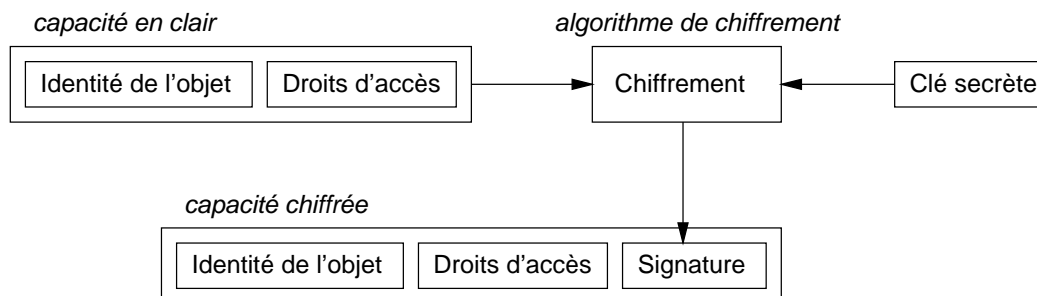 capacité en clair
algorithme de chiffrement
Identité de l'objet
Droits d'accès
Chiffrement
Clé secrète
capacité chiffrée
Identité de l'objet
Droits d'accès
Signature